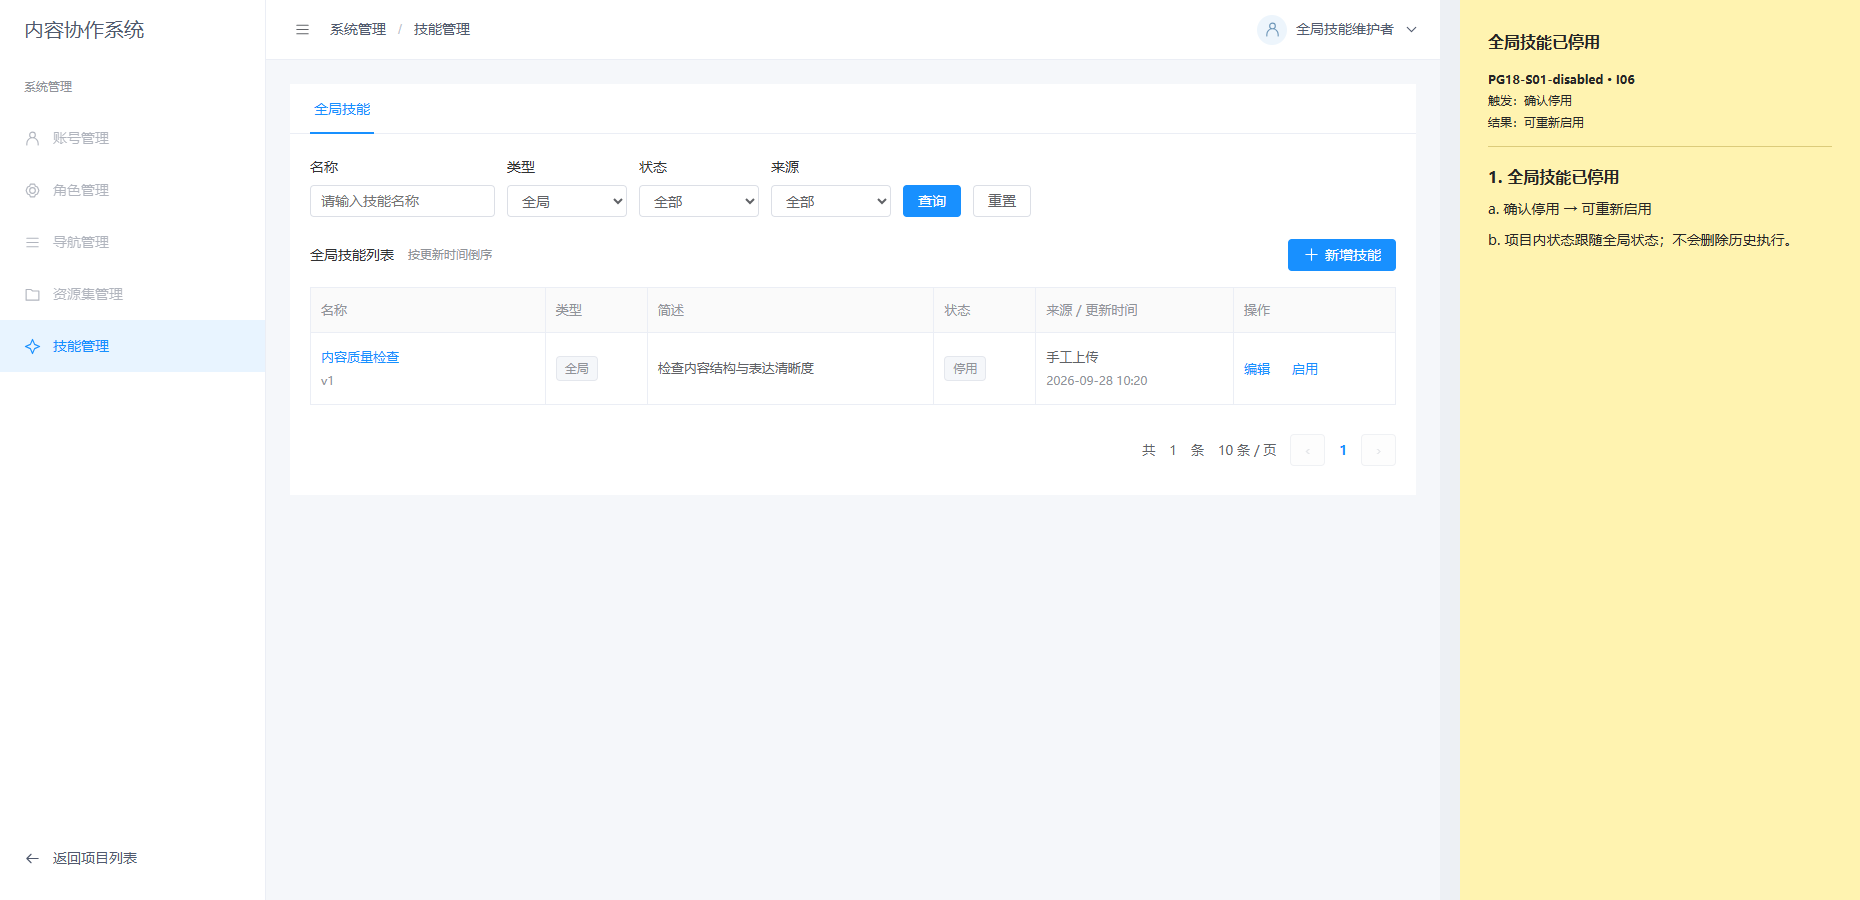 内容协作系统
系统管理
账号管理
角色管理
导航管理
资源集管理
技能管理
返回项目列表
系统管理 / 技能管理
全局技能维护者
全局技能
名称 类型 状态 来源
请输入技能名称 全局 全部 全部 查询 重置
全局技能列表 按更新时间倒序 新增技能
名称 类型 简述 状态 来源 / 更新时间 操作
内容质量检查 全局 检查内容结构与表达清晰度 停用 手工上传 编辑 启用
v1 2026-09-28 10:20
共 1 条 10 条 / 页 ‹ 1 ›
全局技能已停用
PG18-S01-disabled · I06
触发：确认停用
结果：可重新启用
1. 全局技能已停用
a. 确认停用 → 可重新启用
b. 项目内状态跟随全局状态；不会删除历史执行。